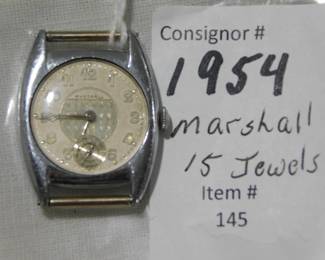 Consignor #
1954
Marshall
15 Jewels
Item #
145